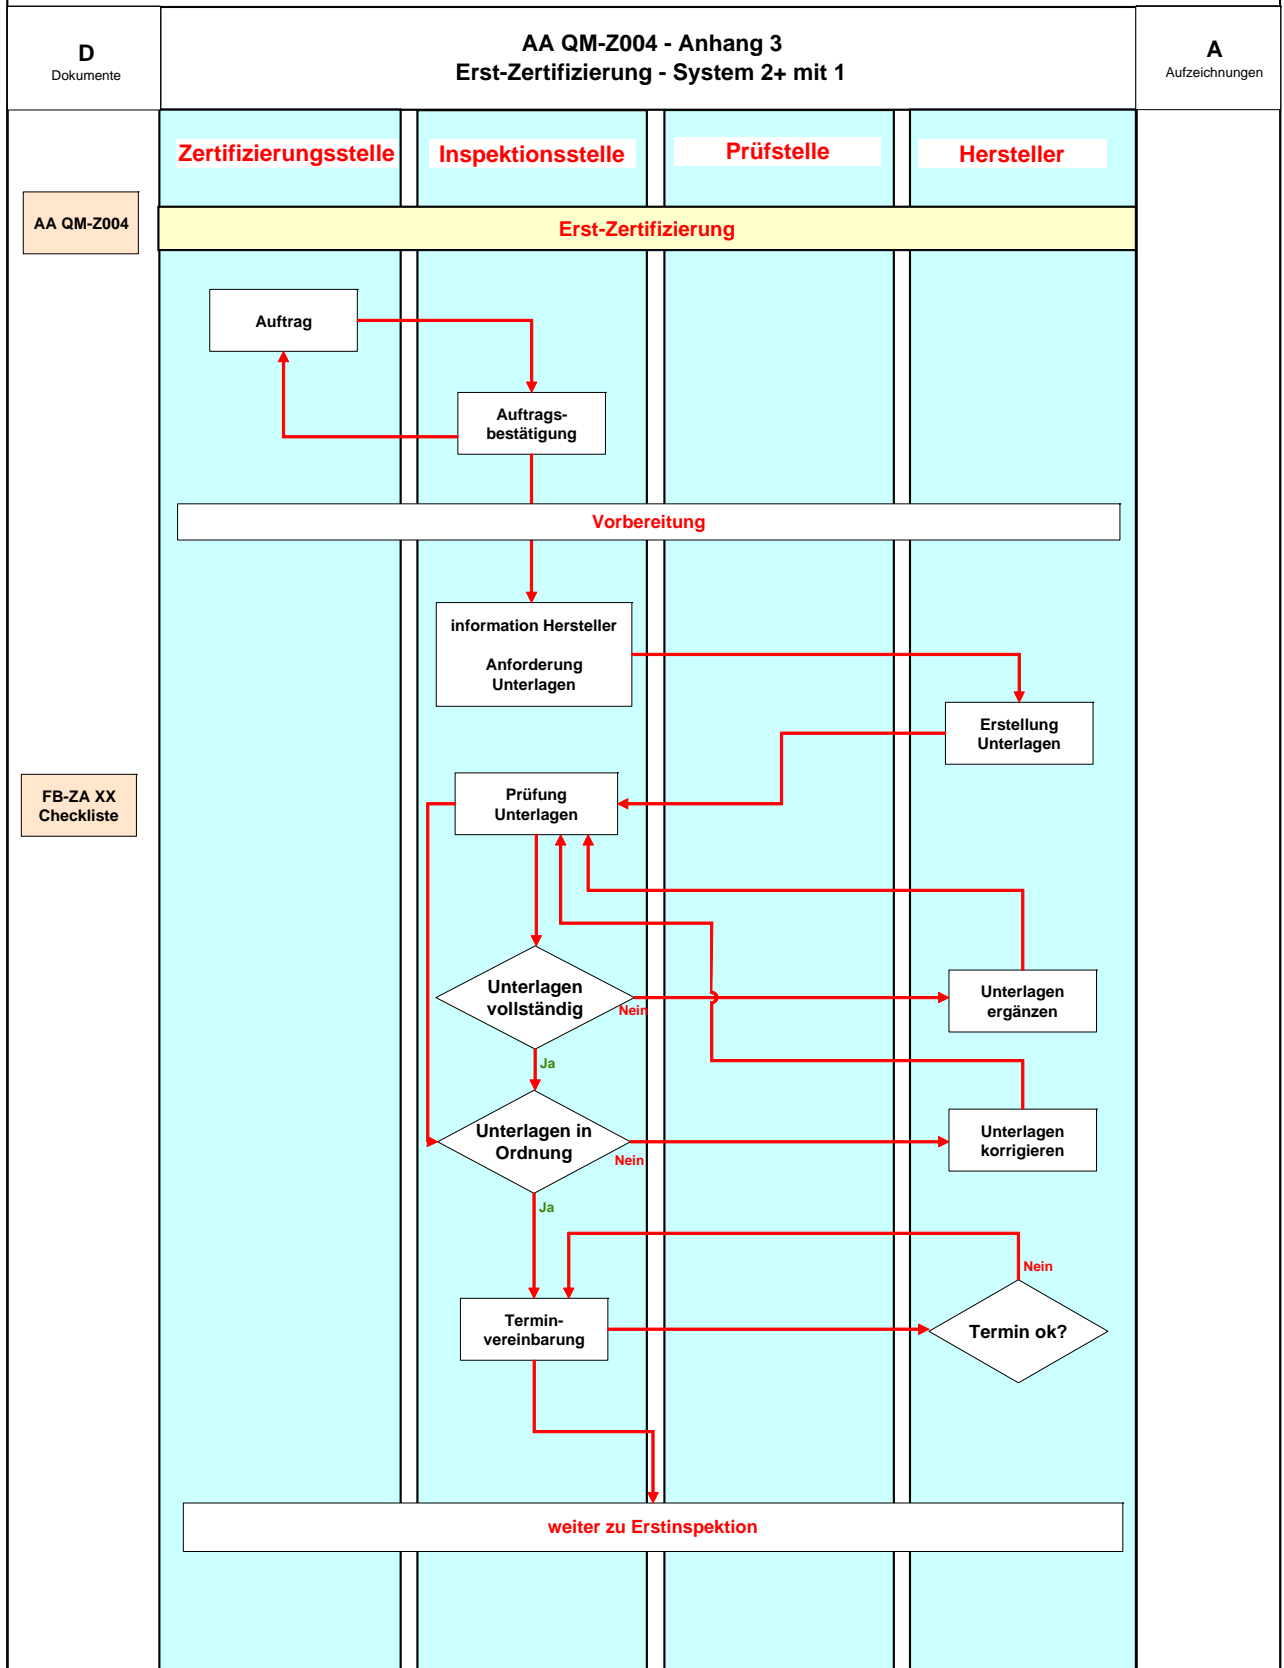 D
Dokumente
AA QM-Z004 - Anhang 3
Erst-Zertifizierung - System 2+ mit 1
A
Aufzeichnungen
Zertifizierungsstelle
Inspektionsstelle
Prüfstelle
Hersteller
AA QM-Z004
Erst-Zertifizierung
Auftrag
Auftrags-
bestätigung
Vorbereitung
information Hersteller
Anforderung
Unterlagen
Erstellung
Unterlagen
FB-ZA XX
Checkliste
Prüfung
Unterlagen
Unterlagen
vollständig
Nein
Unterlagen
ergänzen
Ja
Unterlagen in
Ordnung
Nein
Unterlagen
korrigieren
Ja
Nein
Termin-
vereinbarung
Termin ok?
weiter zu Erstinspektion